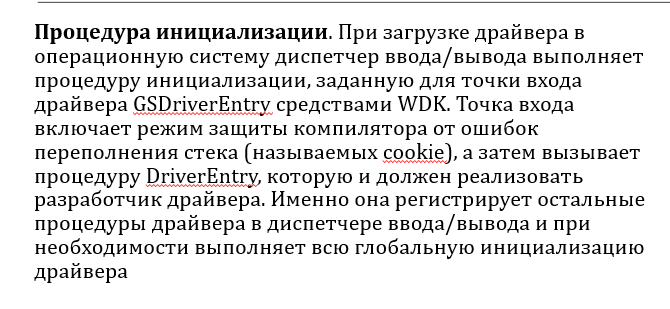 Процедура инициализации. При загрузке драйвера в
операционную систему диспетчер ввода/вывода выполняет
процедуру инициализации, заданную для точки входа
драйвера GSDriverEntry средствами WDK. Точка входа
включает режим защиты компилятора от ошибок
переполнения стека (называемых cookie), а затем вызывает
процедуру DriverEntry, которую и должен реализовать
разработчик драйвера. Именно она регистрирует остальные
процедуры драйвера в диспетчере ввода/вывода и при
необходимости выполняет всю глобальную инициализацию
драйвера